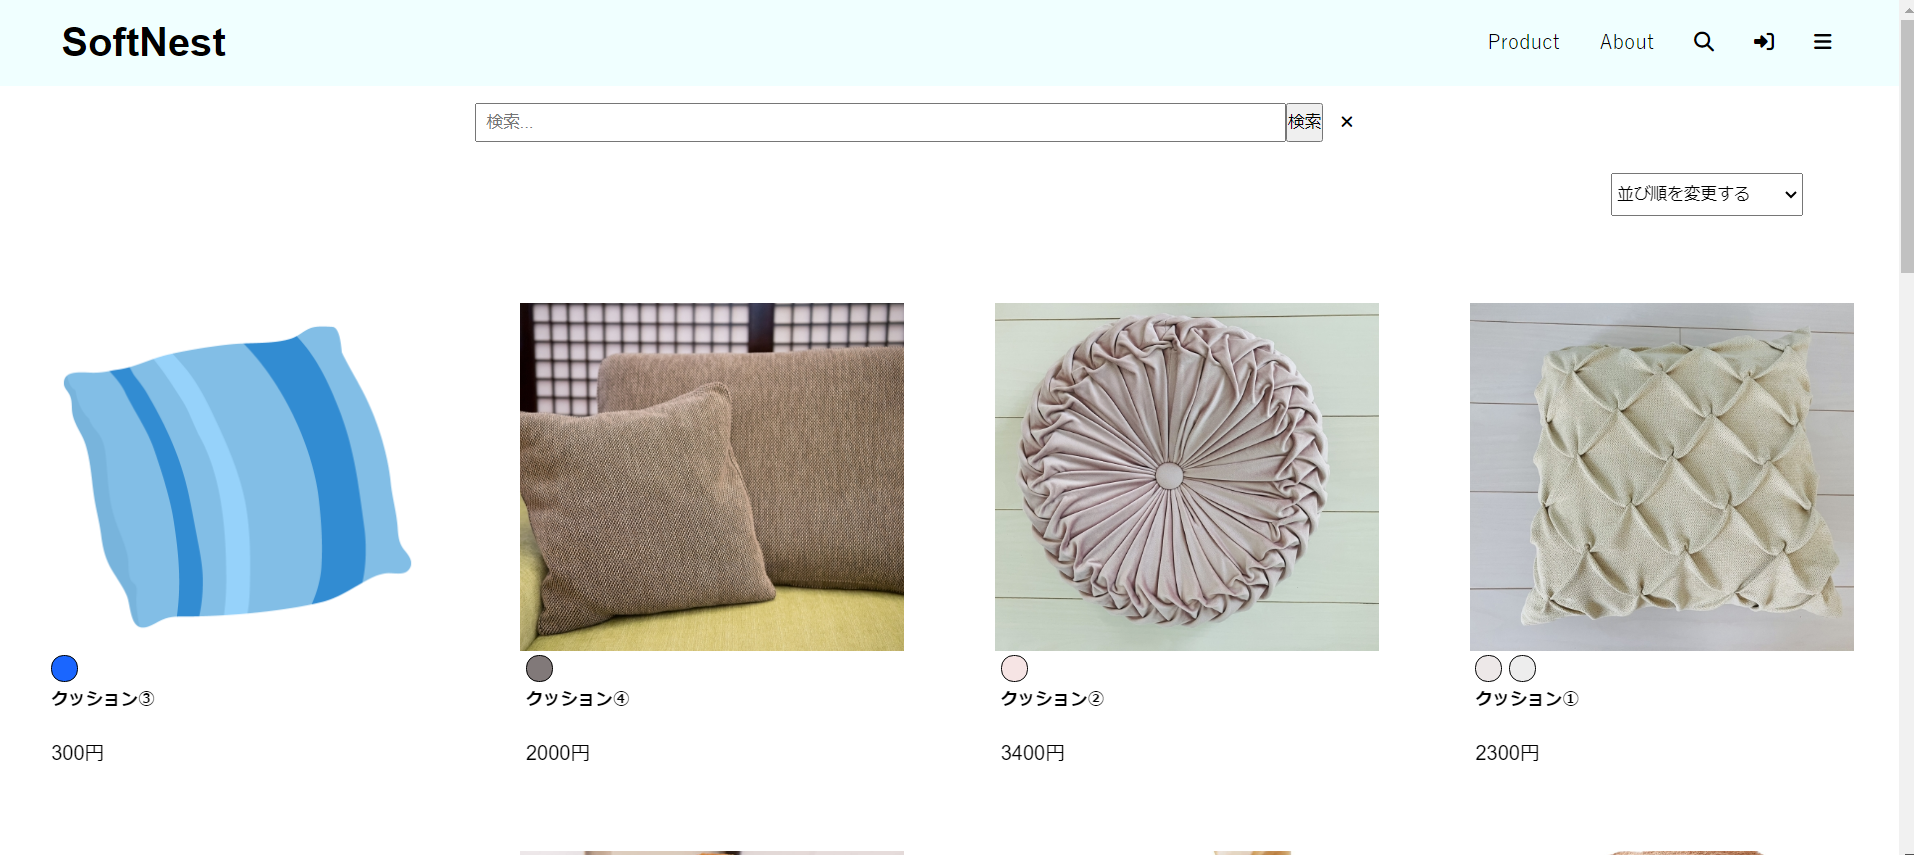 SoftNest
Product About
検索...
検索 ×
並び順を変更する
クッション③
クッション④
クッション②
クッション①
300円
2000円
3400円
2300円